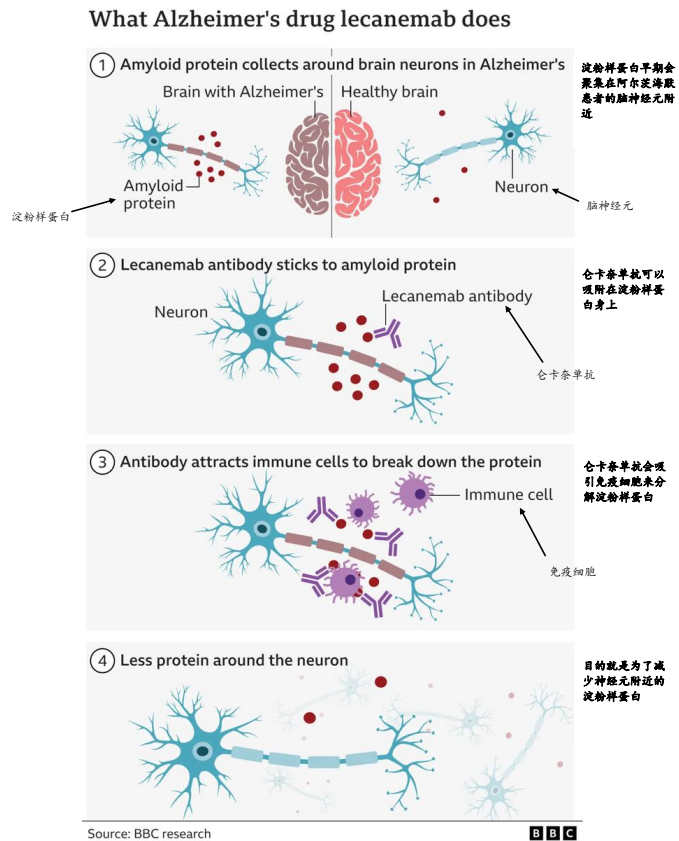 What Alzheimer's drug lecanemab does
1 Amyloid protein collects around brain neurons in Alzheimer's
Brain with Alzheimer's
Healthy brain
Amyloid
protein
Neuron
淀粉样蛋白
脑神经元
淀粉样蛋白早期会
聚集在阿尔茨海默
患者的脑神经元附
近
2 Lecanemab antibody sticks to amyloid protein
Neuron
Lecanemab antibody
仑卡奈单抗可以
吸附在淀粉样蛋
白身上
仑卡奈单抗
3 Antibody attracts immune cells to break down the protein
Immune cell
仑卡奈单抗会吸
引免疫细胞来分
解淀粉样蛋白
免疫细胞
4 Less protein around the neuron
目的就是为了减
少神经元附近的
淀粉样蛋白
Source: BBC research
BBC